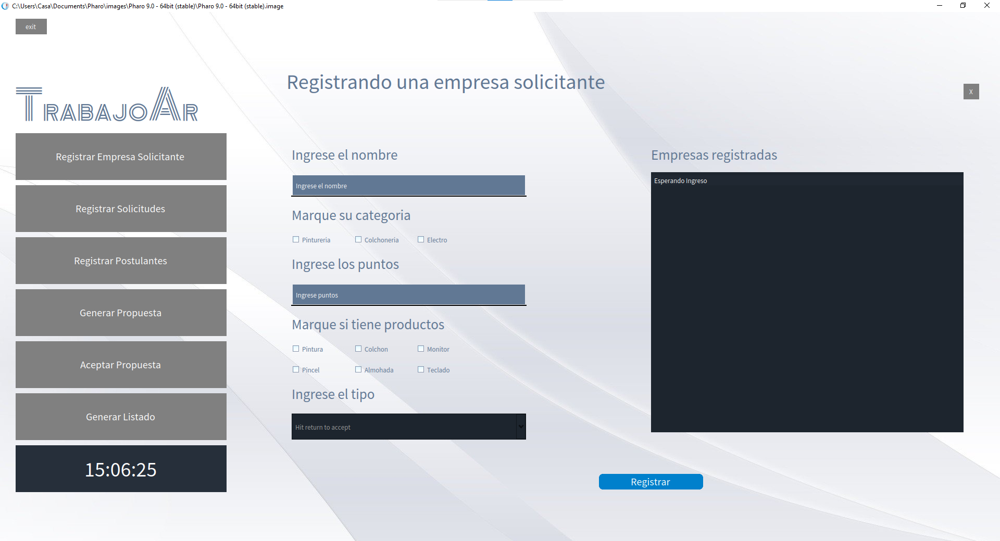 C:\Users\Casa\Documents\Pharo\images\Pharo 9.0 - 64bit (stable)\Pharo 9.0 - 64bit (stable).image
exit
TrabajoAr
Registrar Empresa Solicitante
Registrar Solicitudes
Registrar Postulantes
Generar Propuesta
Aceptar Propuesta
Generar Listado
15:06:25
Registrando una empresa solicitante
X
Ingrese el nombre
Ingrese el nombre
Marque su categoria
Pintureria Colchoneria Electro
Ingrese los puntos
Ingrese puntos
Marque si tiene productos
Pintura Colchon Monitor
Pincel Almohada Teclado
Ingrese el tipo
Hit return to accept
Empresas registradas
Esperando Ingreso
Registrar